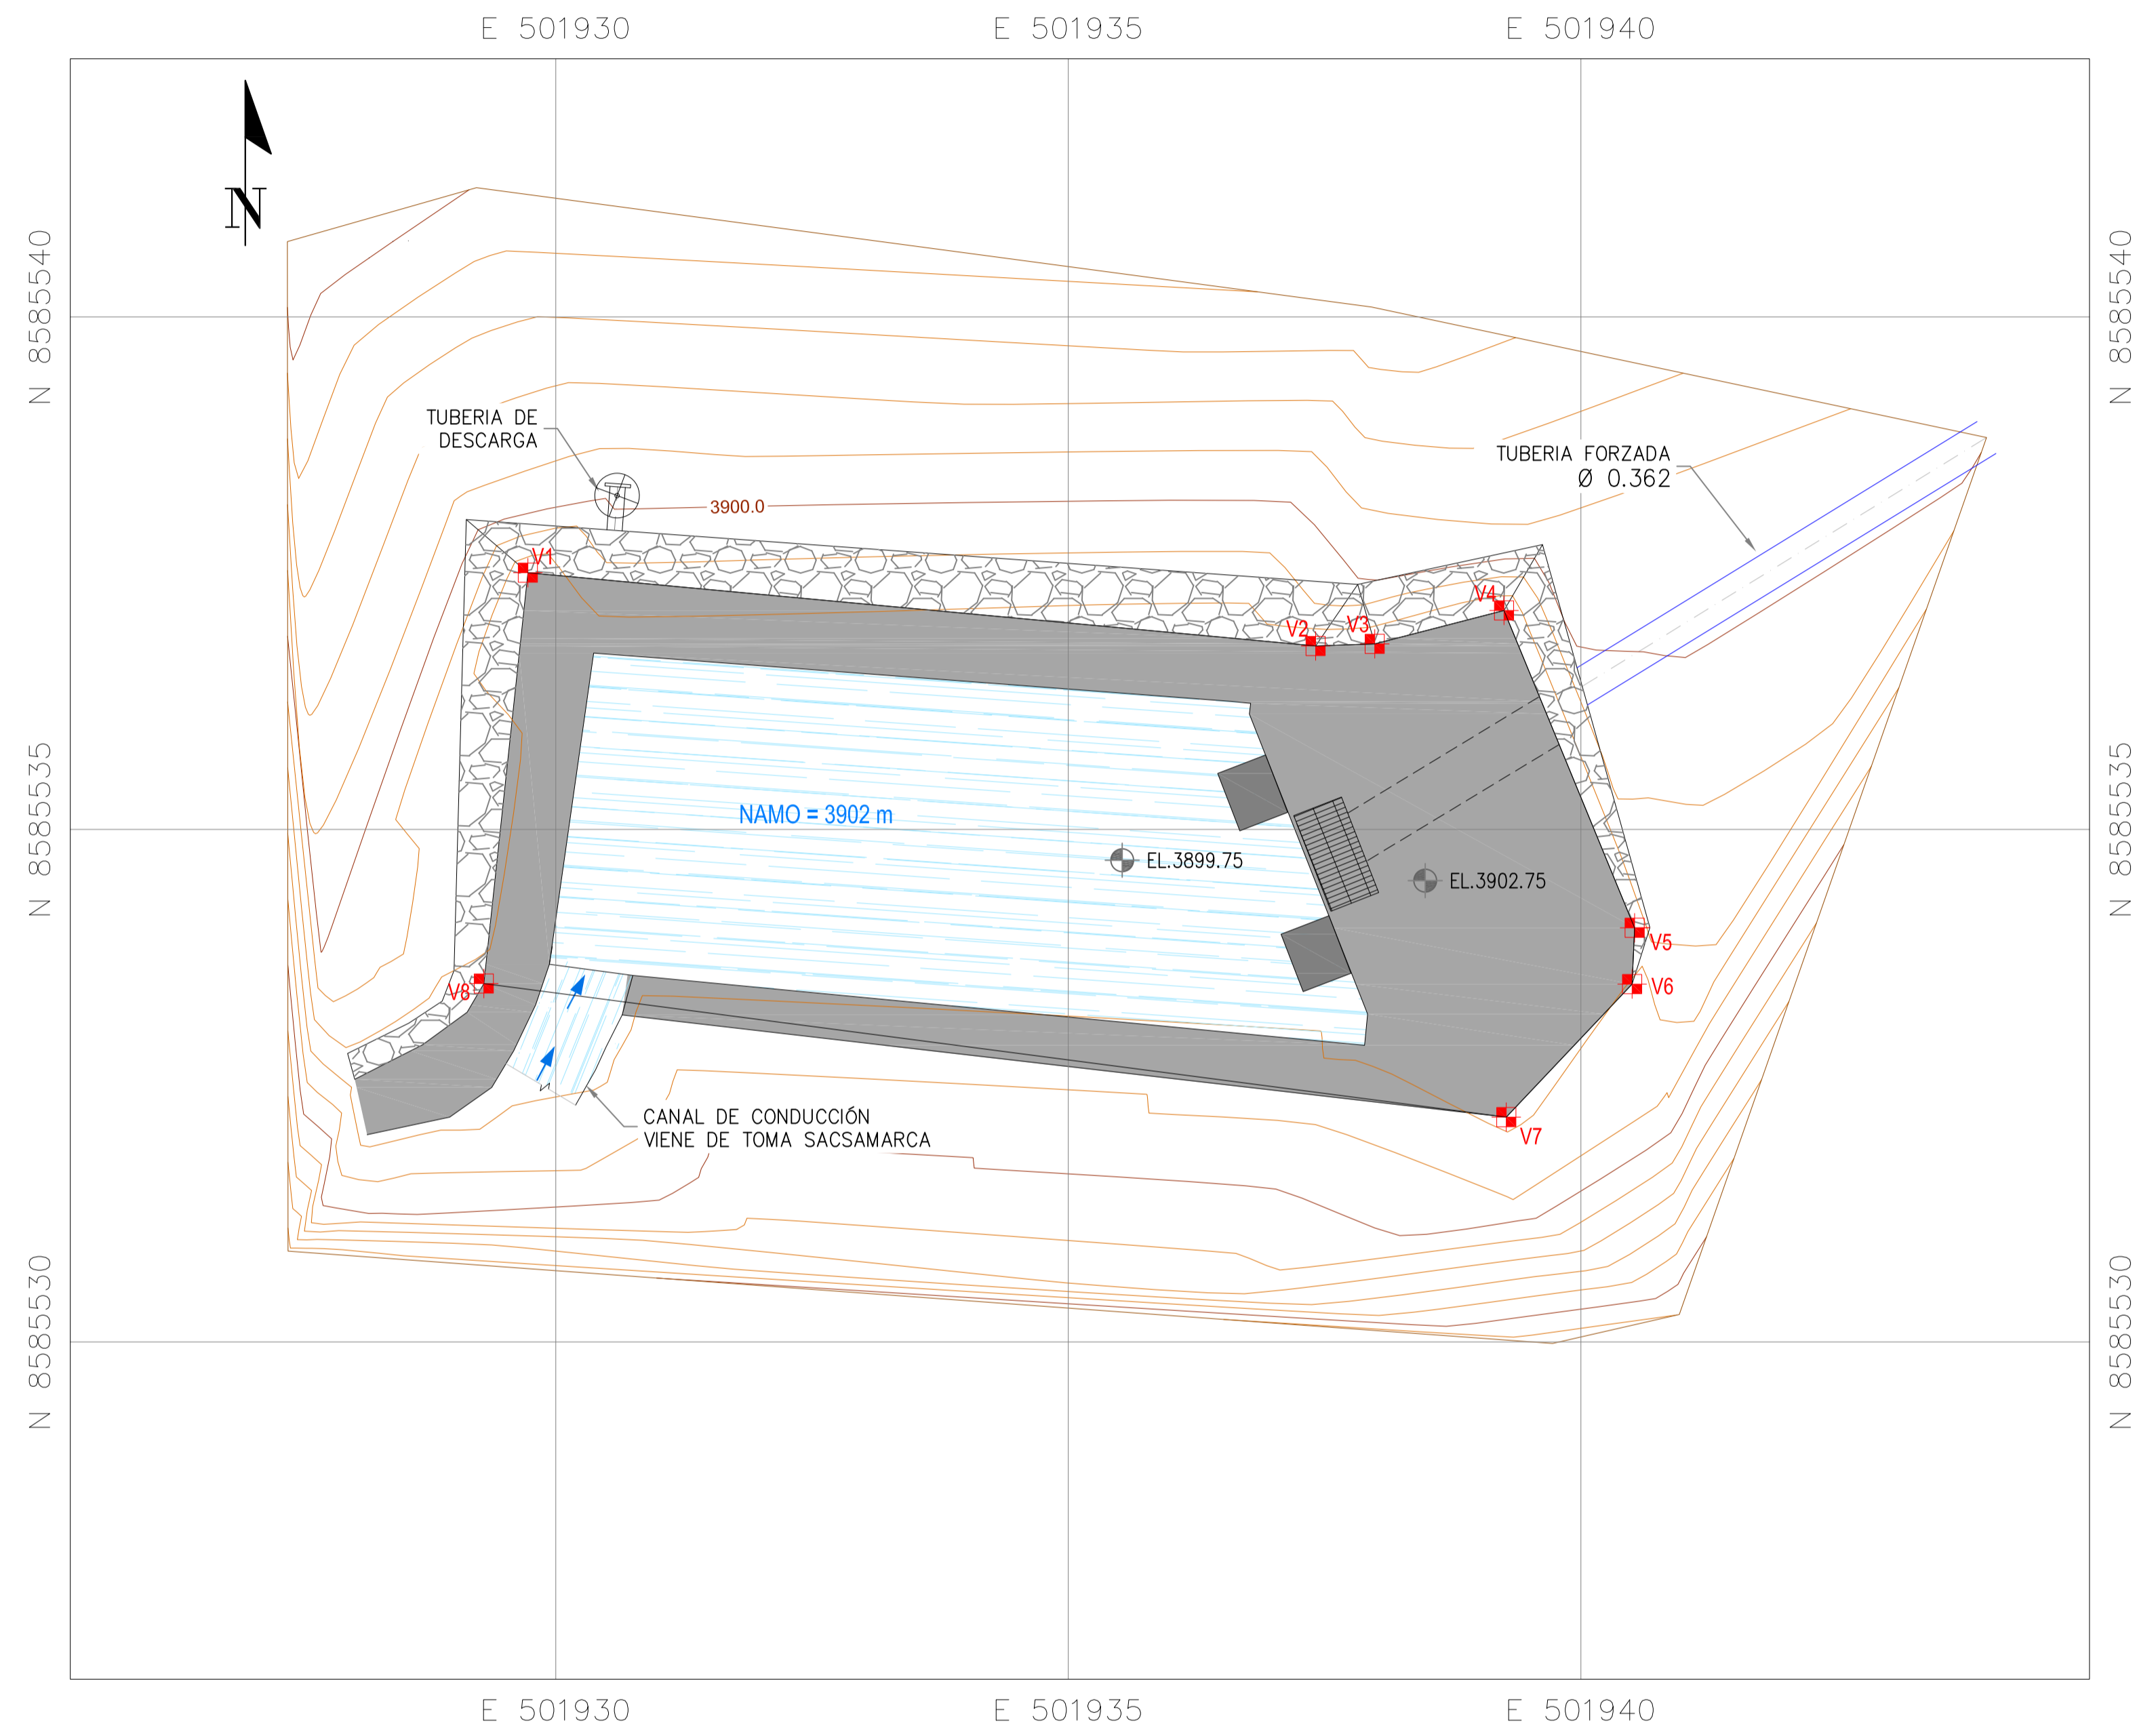 E 501930
E 501935
E 501940
N
N 8585540
N 8585540
TUBERIA DE
DESCARGA
TUBERIA FORZADA
Ø 0.362
3900.0
V1
V4
V2
V3
NAMO = 3902 m
N 8585535
N 8585535
EL.3899.75
EL.3902.75
V5
V8
V6
CANAL DE CONDUCCIÓN
VIENE DE TOMA SACSAMARCA
V7
N 8585530
N 8585530
E 501930
E 501935
E 501940